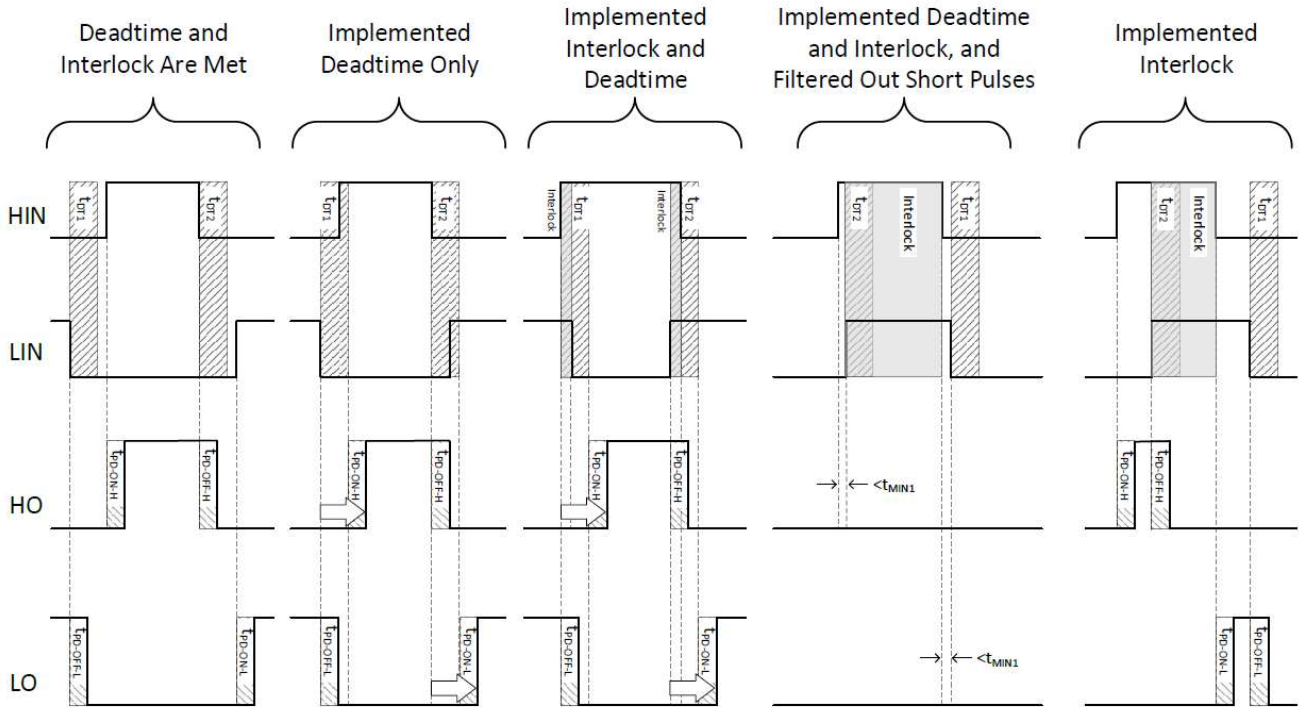 Deadtime and
Interlock Are Met
Implemented
Deadtime Only
Implemented
Interlock and
Deadtime
Implemented Deadtime
and Interlock, and
Filtered Out Short Pulses
Implemented
Interlock
HIN
tDT1
tDT2
tDT1
tDT2
Interlock
tDT1
Interlock
tDT2
tDT2
Interlock
tDT1
tDT2
Interlock
tDT1
LIN
HO
tPD-ON-H
tPD-OFF-H
tPD-ON-H
tPD-OFF-H
tPD-ON-H
tPD-OFF-H
<tMIN1
tPD-ON-H
tPD-OFF-H
LO
tPD-OFF-L
tPD-ON-L
tPD-OFF-L
tPD-ON-L
tPD-OFF-L
tPD-ON-L
<tMIN1
tPD-ON-L
tPD-OFF-L